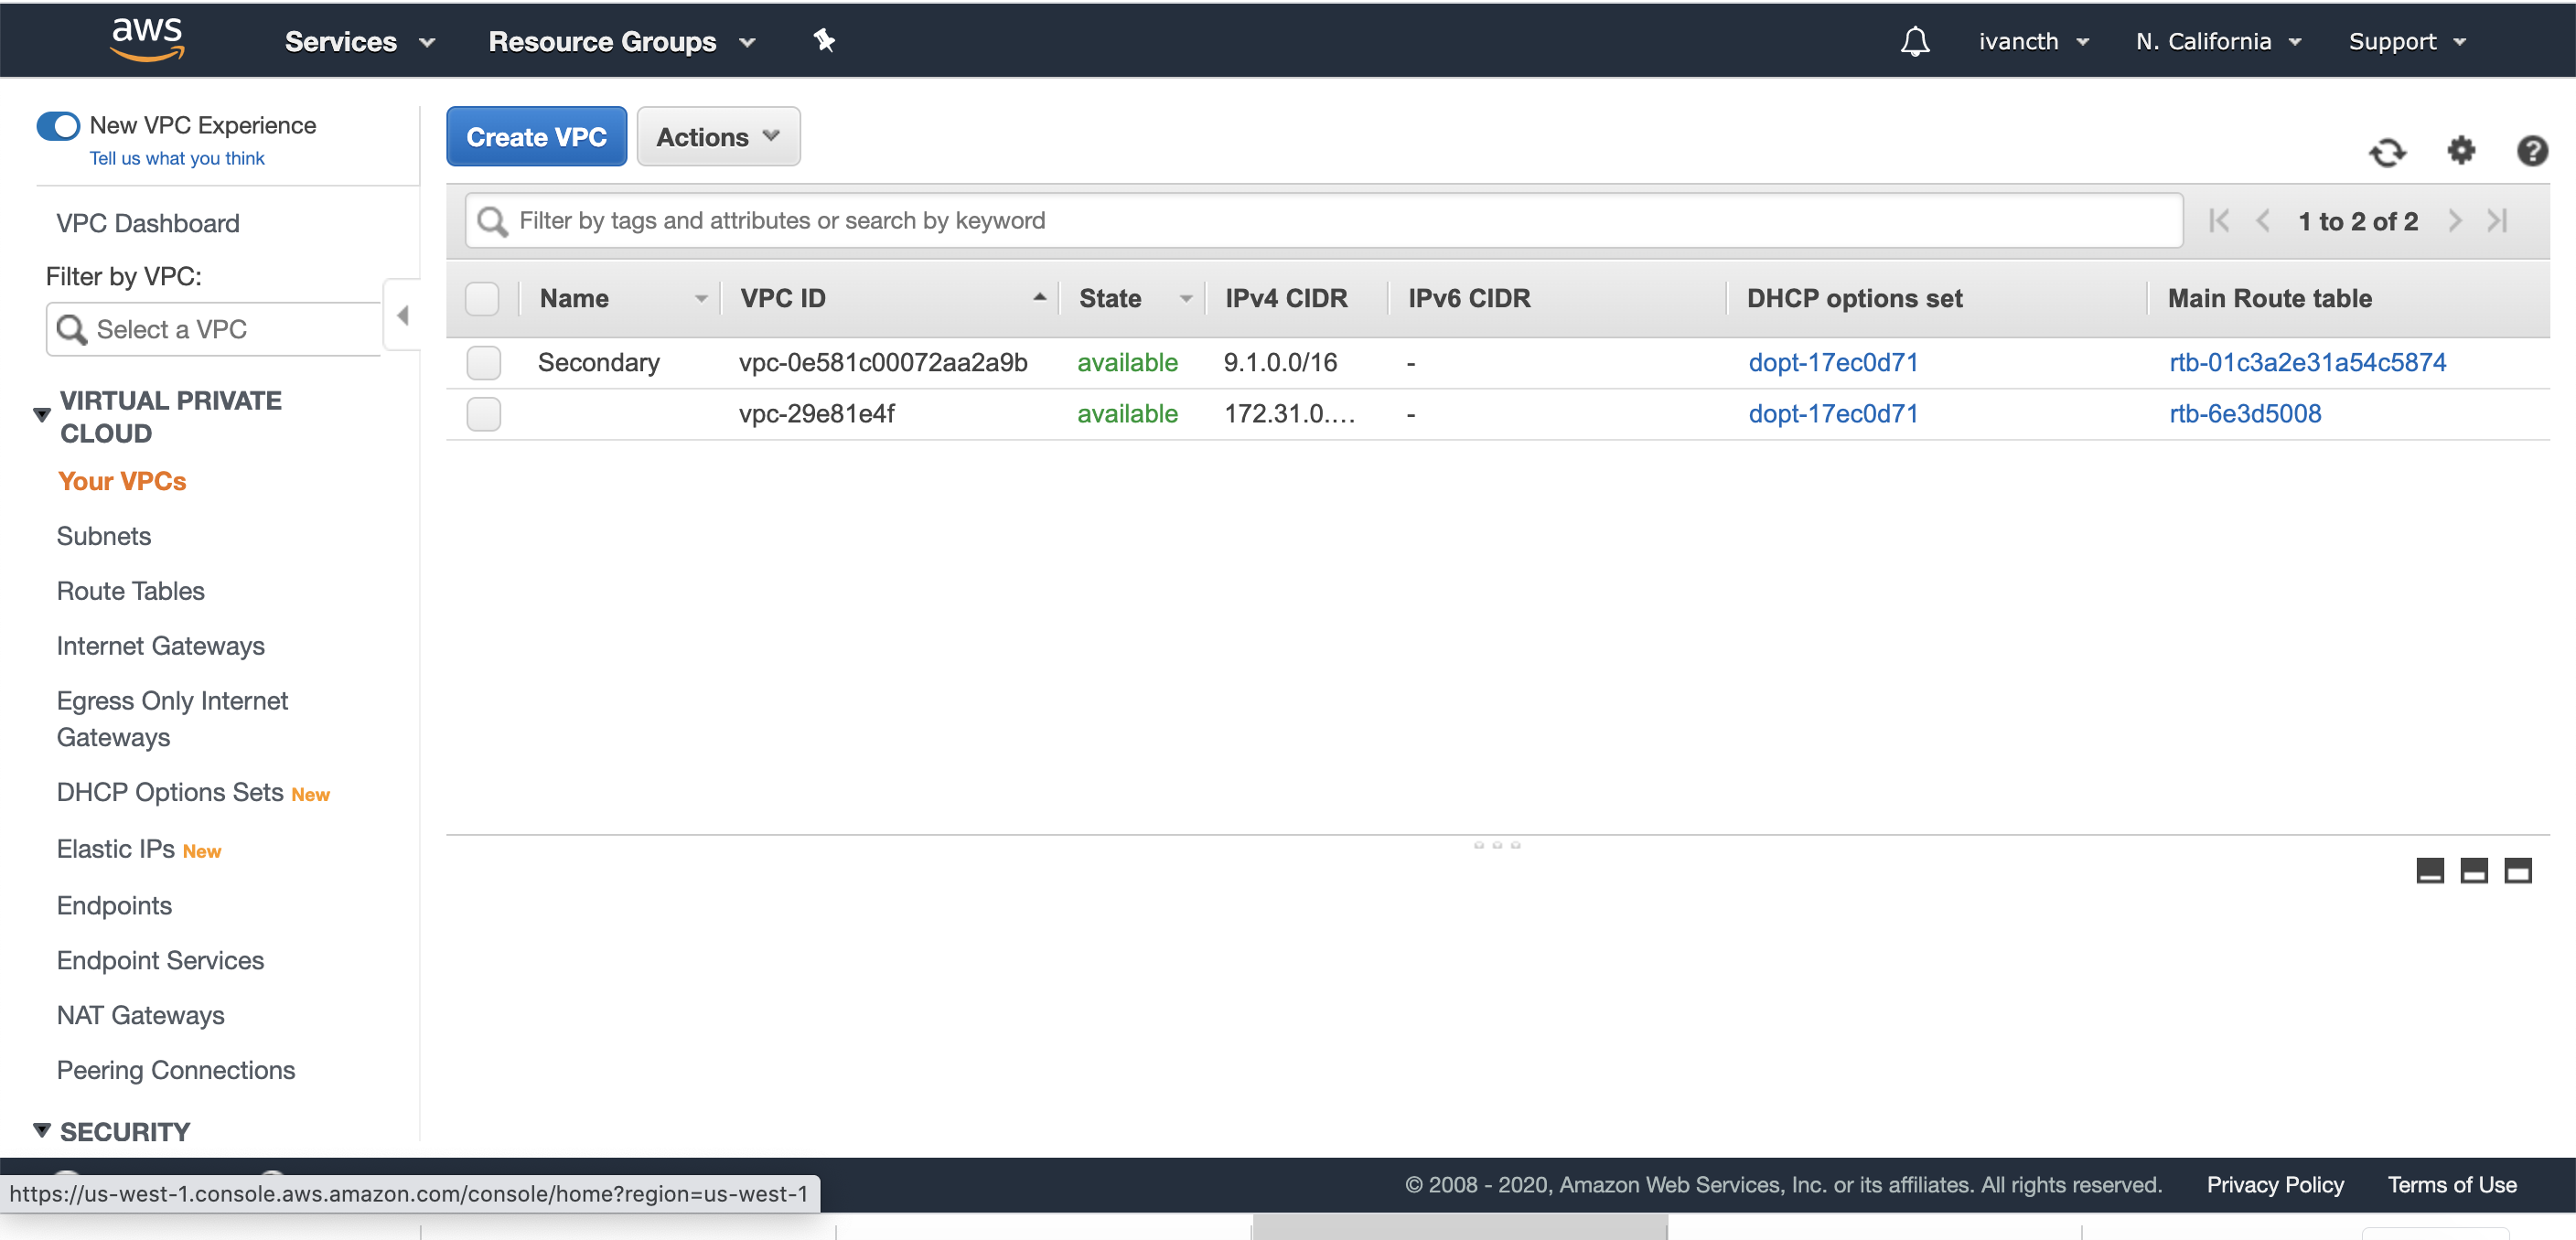 aws Services Resource Groups ivancth N. California Support
New VPC Experience
Tell us what you think
VPC Dashboard
Filter by VPC:
Select a VPC
VIRTUAL PRIVATE
CLOUD
Your VPCs
Subnets
Route Tables
Internet Gateways
Egress Only Internet
Gateways
DHCP Options Sets New
Elastic IPs New
Endpoints
Endpoint Services
NAT Gateways
Peering Connections
SECURITY
Create VPC Actions
Filter by tags and attributes or search by keyword 1 to 2 of 2
Name VPC ID State IPv4 CIDR IPv6 CIDR DHCP options set Main Route table
Secondary vpc-0e581c00072aa2a9b available 9.1.0.0/16 - dopt-17ec0d71 rtb-01c3a2e31a54c5874
vpc-29e81e4f available 172.31.0.... - dopt-17ec0d71 rtb-6e3d5008
© 2008 - 2020, Amazon Web Services, Inc. or its affiliates. All rights reserved. Privacy Policy Terms of Use
https://us-west-1.console.aws.amazon.com/console/home?region=us-west-1